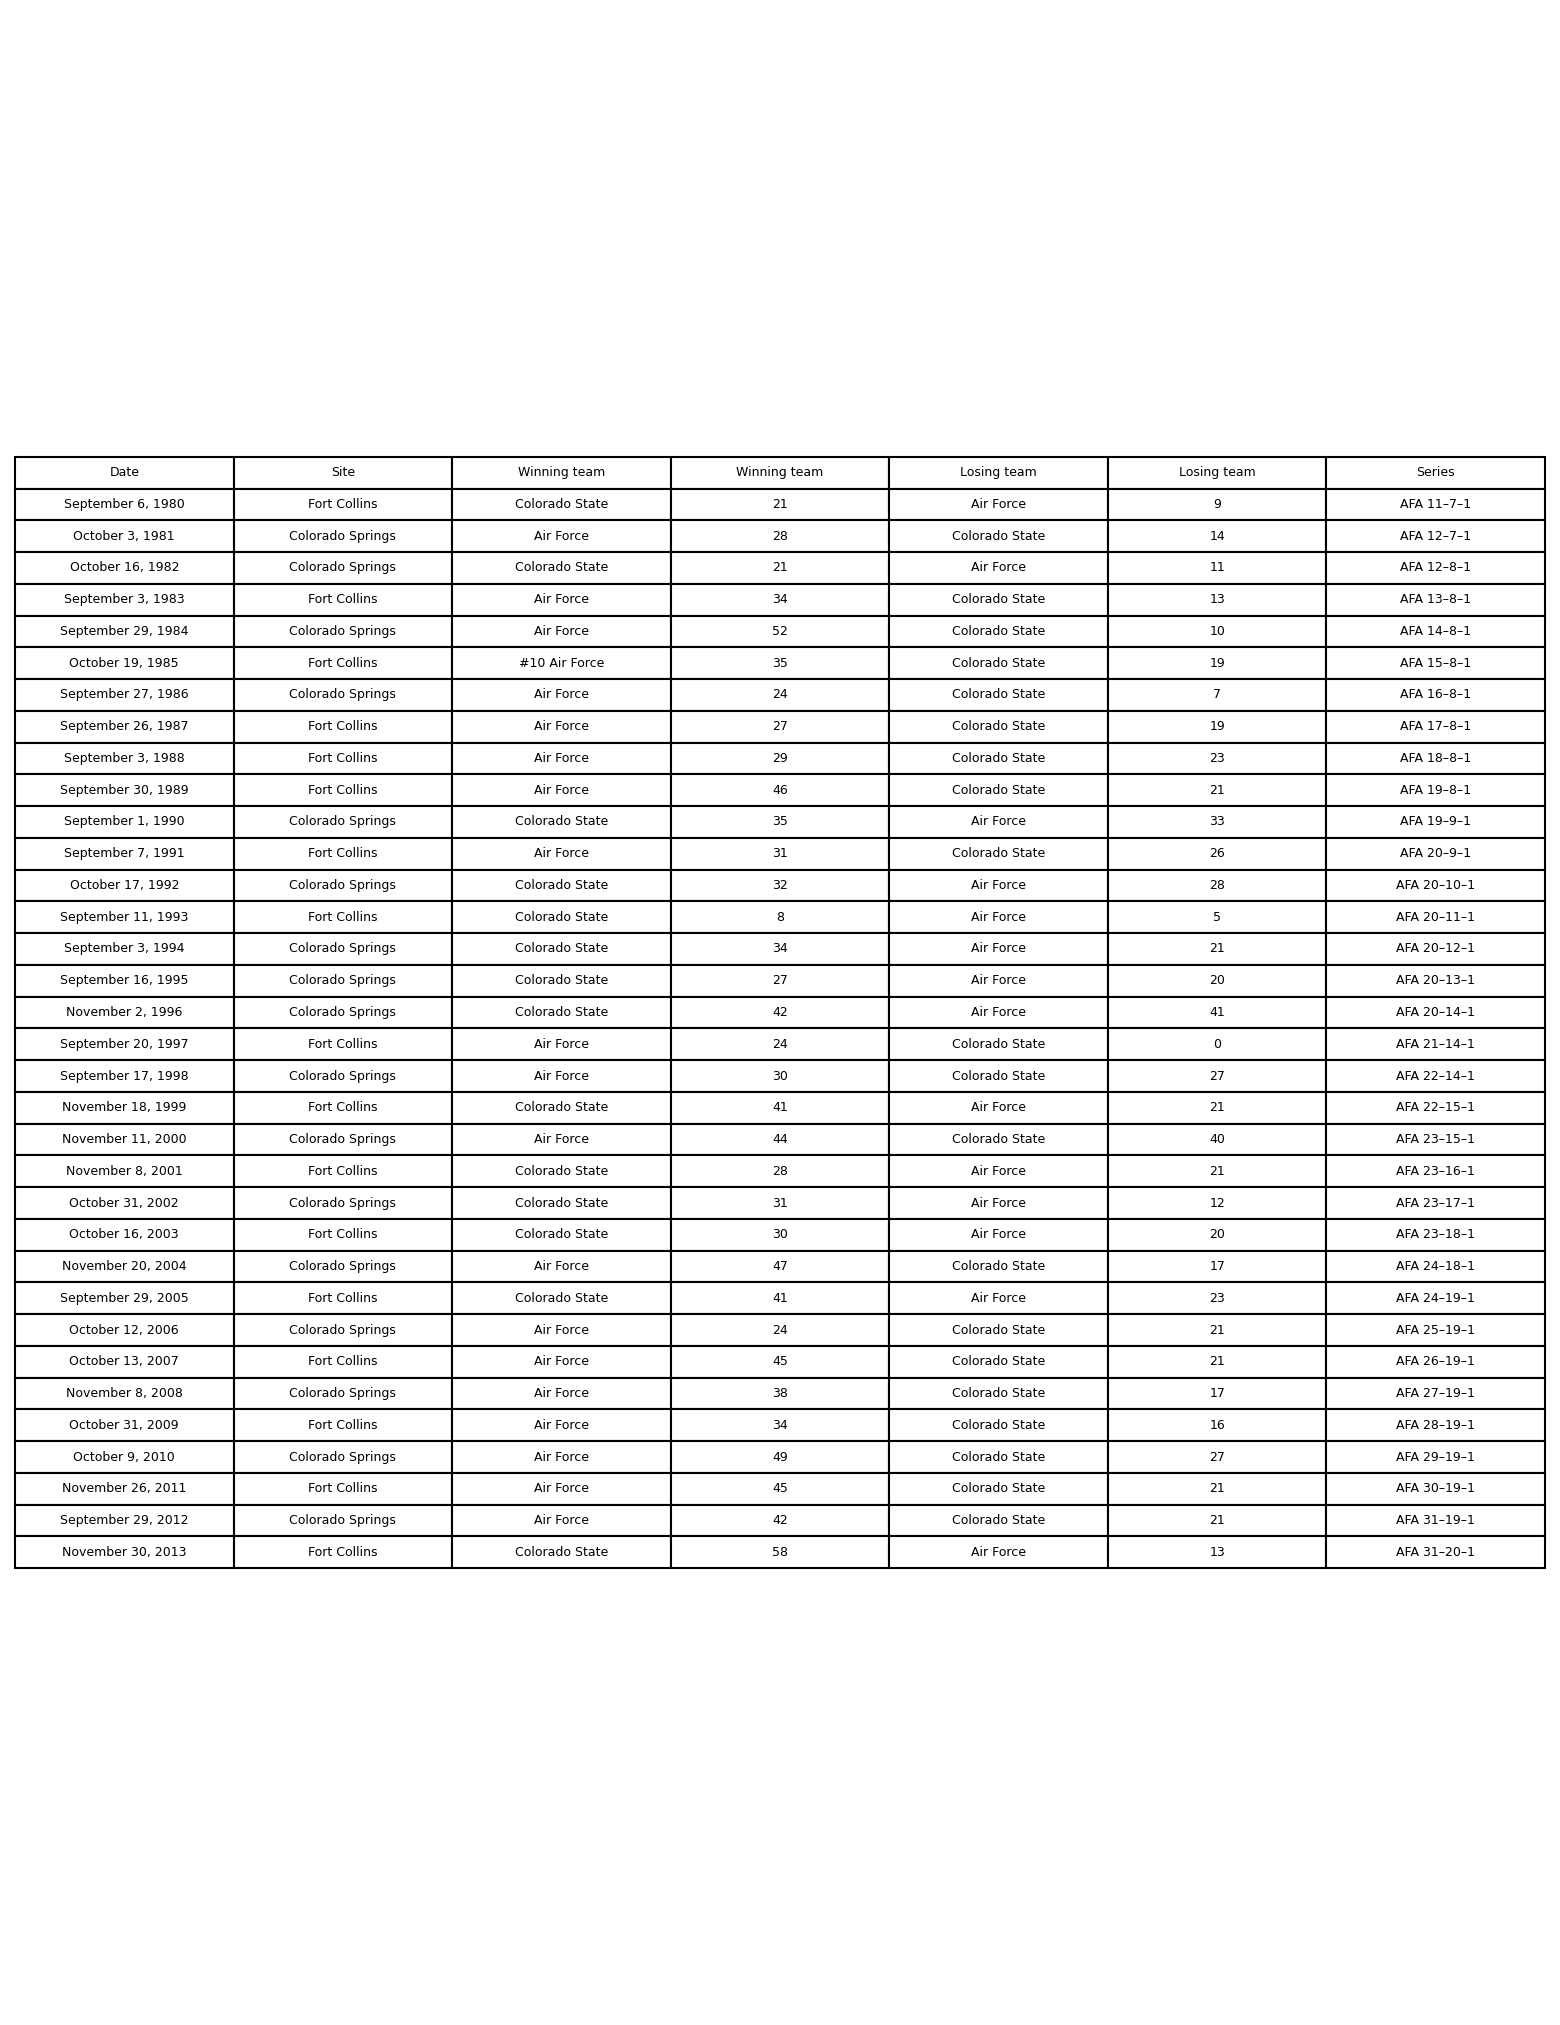 Date Site Winning team Winning team Losing team Losing team Series
September 6, 1980 Fort Collins Colorado State 21 Air Force 9 AFA 11–7–1
October 3, 1981 Colorado Springs Air Force 28 Colorado State 14 AFA 12–7–1
October 16, 1982 Colorado Springs Colorado State 21 Air Force 11 AFA 12–8–1
September 3, 1983 Fort Collins Air Force 34 Colorado State 13 AFA 13–8–1
September 29, 1984 Colorado Springs Air Force 52 Colorado State 10 AFA 14–8–1
October 19, 1985 Fort Collins #10 Air Force 35 Colorado State 19 AFA 15–8–1
September 27, 1986 Colorado Springs Air Force 24 Colorado State 7 AFA 16–8–1
September 26, 1987 Fort Collins Air Force 27 Colorado State 19 AFA 17–8–1
September 3, 1988 Fort Collins Air Force 29 Colorado State 23 AFA 18–8–1
September 30, 1989 Fort Collins Air Force 46 Colorado State 21 AFA 19–8–1
September 1, 1990 Colorado Springs Colorado State 35 Air Force 33 AFA 19–9–1
September 7, 1991 Fort Collins Air Force 31 Colorado State 26 AFA 20–9–1
October 17, 1992 Colorado Springs Colorado State 32 Air Force 28 AFA 20–10–1
September 11, 1993 Fort Collins Colorado State 8 Air Force 5 AFA 20–11–1
September 3, 1994 Colorado Springs Colorado State 34 Air Force 21 AFA 20–12–1
September 16, 1995 Colorado Springs Colorado State 27 Air Force 20 AFA 20–13–1
November 2, 1996 Colorado Springs Colorado State 42 Air Force 41 AFA 20–14–1
September 20, 1997 Fort Collins Air Force 24 Colorado State 0 AFA 21–14–1
September 17, 1998 Colorado Springs Air Force 30 Colorado State 27 AFA 22–14–1
November 18, 1999 Fort Collins Colorado State 41 Air Force 21 AFA 22–15–1
November 11, 2000 Colorado Springs Air Force 44 Colorado State 40 AFA 23–15–1
November 8, 2001 Fort Collins Colorado State 28 Air Force 21 AFA 23–16–1
October 31, 2002 Colorado Springs Colorado State 31 Air Force 12 AFA 23–17–1
October 16, 2003 Fort Collins Colorado State 30 Air Force 20 AFA 23–18–1
November 20, 2004 Colorado Springs Air Force 47 Colorado State 17 AFA 24–18–1
September 29, 2005 Fort Collins Colorado State 41 Air Force 23 AFA 24–19–1
October 12, 2006 Colorado Springs Air Force 24 Colorado State 21 AFA 25–19–1
October 13, 2007 Fort Collins Air Force 45 Colorado State 21 AFA 26–19–1
November 8, 2008 Colorado Springs Air Force 38 Colorado State 17 AFA 27–19–1
October 31, 2009 Fort Collins Air Force 34 Colorado State 16 AFA 28–19–1
October 9, 2010 Colorado Springs Air Force 49 Colorado State 27 AFA 29–19–1
November 26, 2011 Fort Collins Air Force 45 Colorado State 21 AFA 30–19–1
September 29, 2012 Colorado Springs Air Force 42 Colorado State 21 AFA 31–19–1
November 30, 2013 Fort Collins Colorado State 58 Air Force 13 AFA 31–20–1